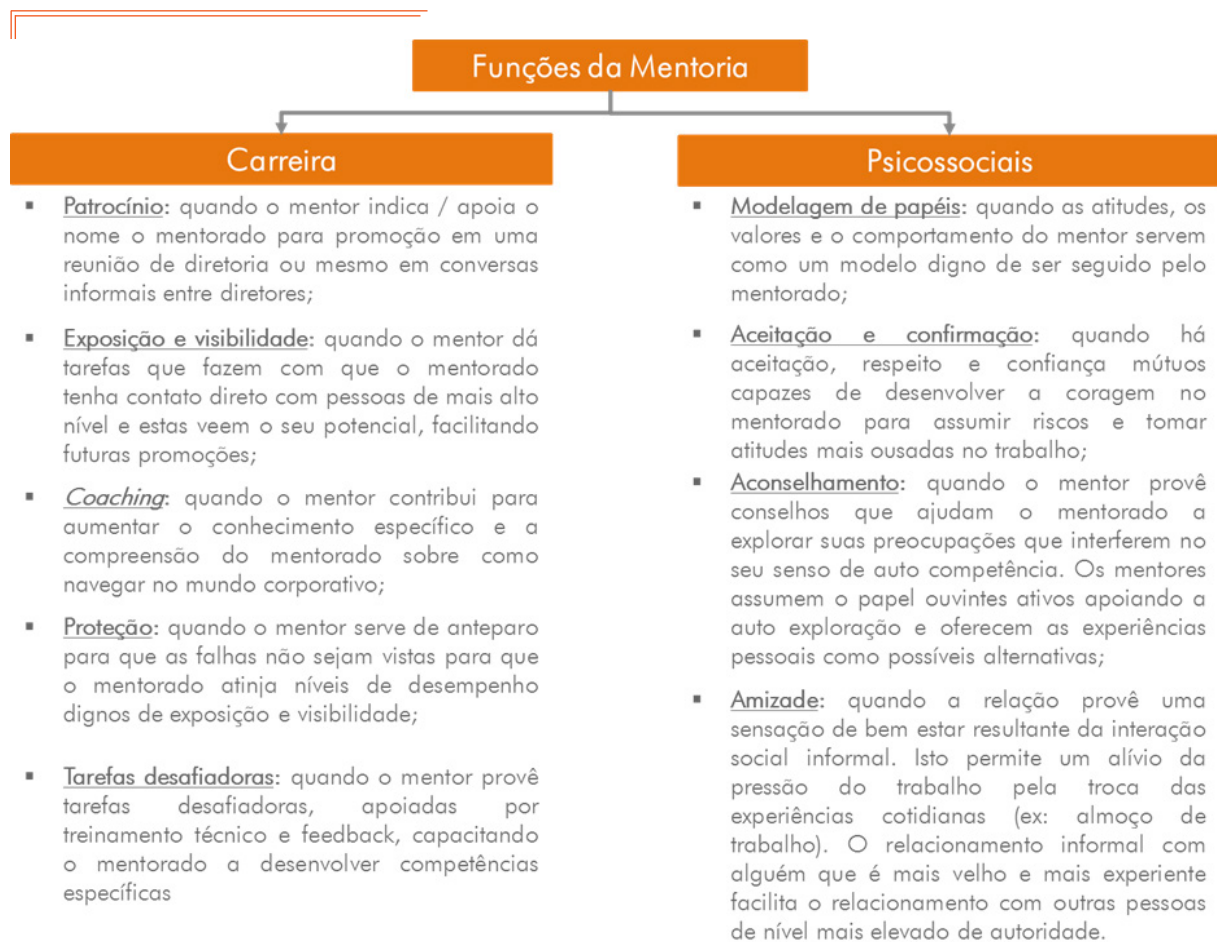 Funções da Mentoria
Carreira
▪ Patrocínio: quando o mentor indica / apoia o
nome o mentorado para promoção em uma
reunião de diretoria ou mesmo em conversas
informais entre diretores;
▪ Exposição e visibilidade: quando o mentor dá
tarefas que fazem com que o mentorado
tenha contato direto com pessoas de mais alto
nível e estas veem o seu potencial, facilitando
futuras promoções;
▪ Coaching: quando o mentor contribui para
aumentar o conhecimento específico e a
compreensão do mentorado sobre como
navegar no mundo corporativo;
▪ Proteção: quando o mentor serve de anteparo
para que as falhas não sejam vistas para que
o mentorado atinja níveis de desempenho
dignos de exposição e visibilidade;
▪ Tarefas desafiadoras: quando o mentor provê
tarefas desafiadoras, apoiadas por
treinamento técnico e feedback, capacitando
o mentorado a desenvolver competências
específicas
Psicossociais
▪ Modelagem de papéis: quando as atitudes, os
valores e o comportamento do mentor servem
como um modelo digno de ser seguido pelo
mentorado;
▪ Aceitação e confirmação: quando há
aceitação, respeito e confiança mútuos
capazes de desenvolver a coragem no
mentorado para assumir riscos e tomar
atitudes mais ousadas no trabalho;
▪ Aconselhamento: quando o mentor provê
conselhos que ajudam o mentorado a
explorar suas preocupações que interferem no
seu senso de auto competência. Os mentores
assumem o papel ouvintes ativos apoiando a
auto exploração e oferecem as experiências
pessoais como possíveis alternativas;
▪ Amizade: quando a relação provê uma
sensação de bem estar resultante da interação
social informal. Isto permite um alívio da
pressão do trabalho pela troca das
experiências cotidianas (ex: almoço de
trabalho). O relacionamento informal com
alguém que é mais velho e mais experiente
facilita o relacionamento com outras pessoas
de nível mais elevado de autoridade.